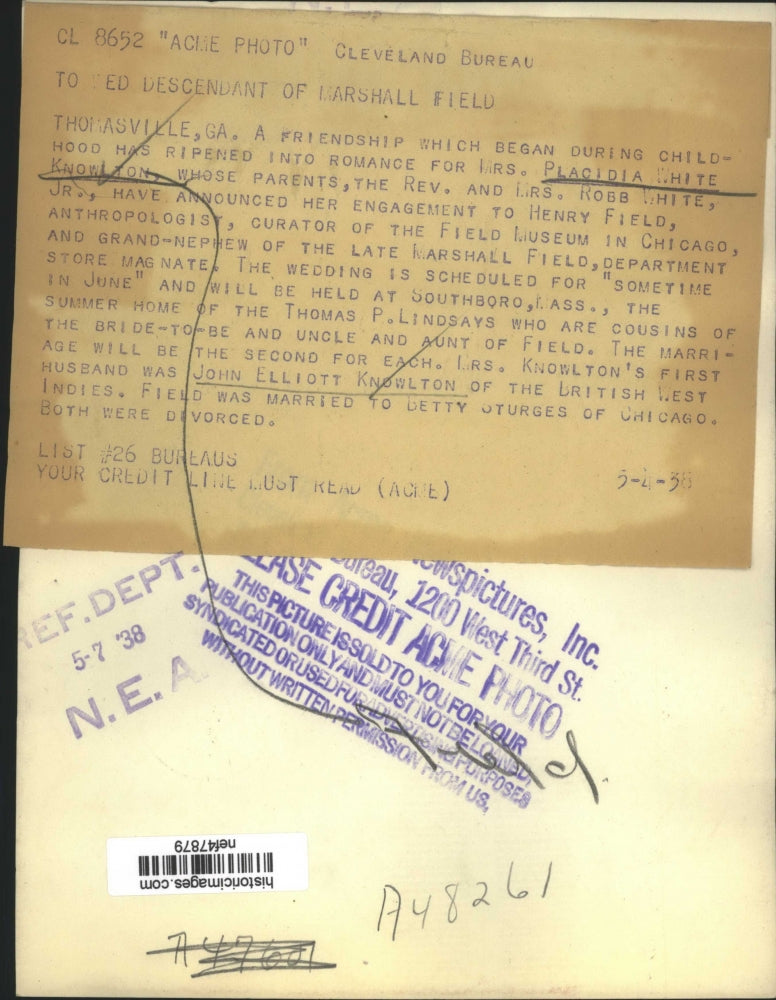 CL 8652 "ACME PHOTO" CLEVELAND BUREAU
TO WED DESCENDANT OF MARSHALL FIELD
THOMASVILLE,GA. A FRIENDSHIP WHICH BEGAN DURING CHILD-
HOOD HAS RIPENED INTO ROMANCE FOR MRS. PLACIDIA WHITE
KNOWLTON, WHOSE PARENTS,THE REV. AND MRS. ROBB WHITE,
JR., HAVE ANNOUNCED HER ENGAGEMENT TO HENRY FIELD,
ANTHROPOLOGIST, CURATOR OF THE FIELD MUSEUM IN CHICAGO,
AND GRAND-NEPHEW OF THE LATE MARSHALL FIELD,DEPARTMENT
STORE MAGNATE. THE WEDDING IS SCHEDULED FOR "SOMETIME
IN JUNE" AND WILL BE HELD AT SOUTHBORO,MASS., THE
SUMMER HOME OF THE THOMAS P.LINDSAYS WHO ARE COUSINS OF
THE BRIDE-TO-BE AND UNCLE AND AUNT OF FIELD. THE MARRI-
AGE WILL BE THE SECOND FOR EACH. MRS. KNOWLTON'S FIRST
HUSBAND WAS JOHN ELLIOTT KNOWLTON OF THE BRITISH WEST
INDIES. FIELD WAS MARRIED TO BETTY STURGES OF CHICAGO.
BOTH WERE DIVORCED.
LIST #26 BUREAUS
YOUR CREDIT LINE MUST READ (ACME) 5-4-38
REF. DEPT.
5-7 '38
N. E. A.
Newspictures, Inc.
Bureau, 1200 West Third St.
PLEASE CREDIT ACME PHOTO
THIS PICTURE IS SOLD TO YOU FOR YOUR
PUBLICATION ONLY AND MUST NOT BE LOANED,
SYNDICATED OR USED FOR ADVERTISING PURPOSES
WITHOUT WRITTEN PERMISSION FROM US.
historicimages.com
nef47879
A48261